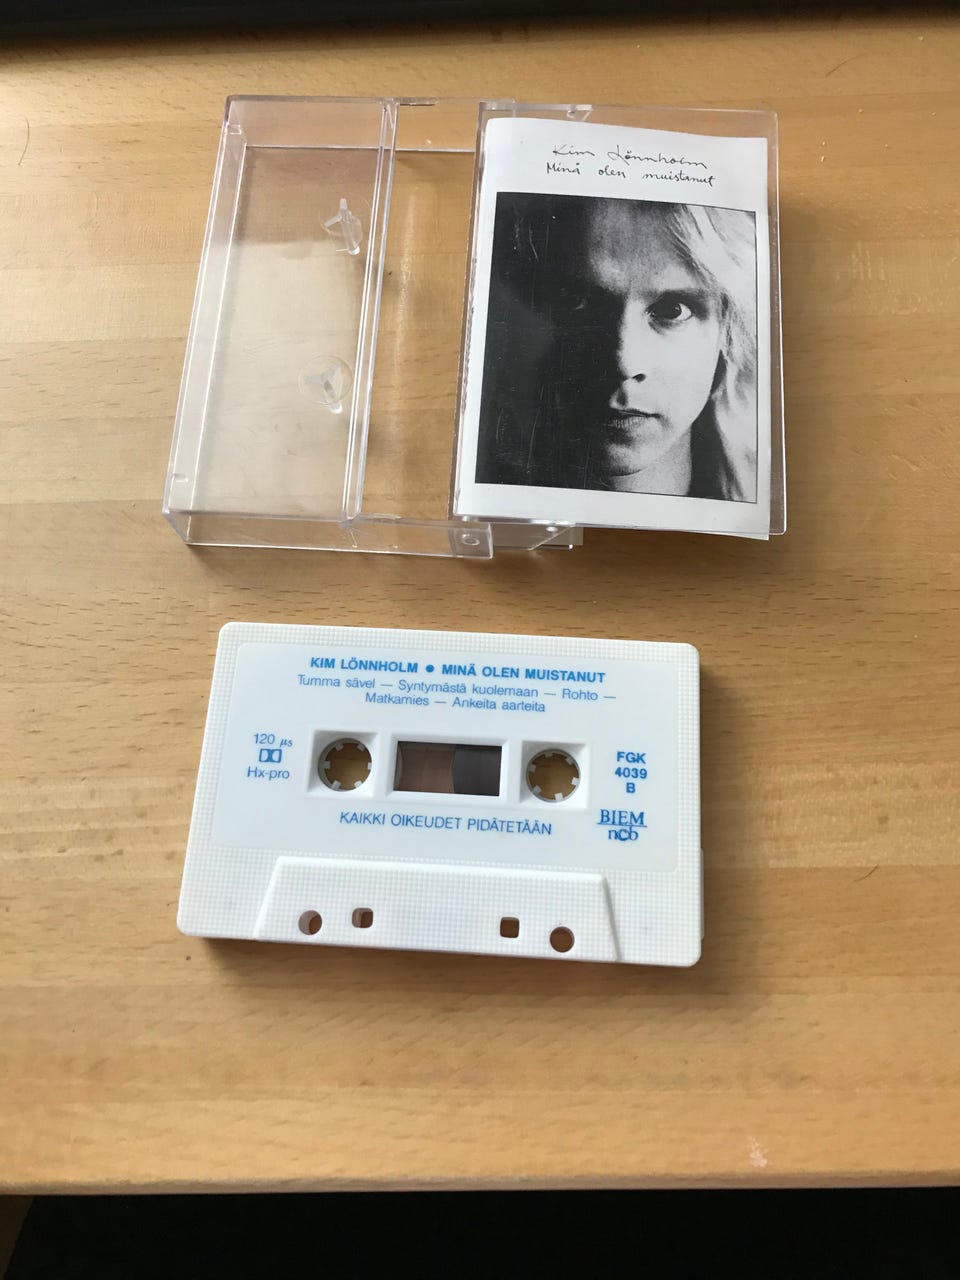 Kim Lönnholm
Minä olen muistanut
KIM LÖNNHOLM ● MINÄ OLEN MUISTANUT
Tumma sävel — Syntymästä kuolemaan — Rohto —
Matkamies — Ankeita aarteita
120 µs
Hx-pro
FGK
4039
B
KAIKKI OIKEUDET PIDÄTETÄÄN
BIEM
ncb